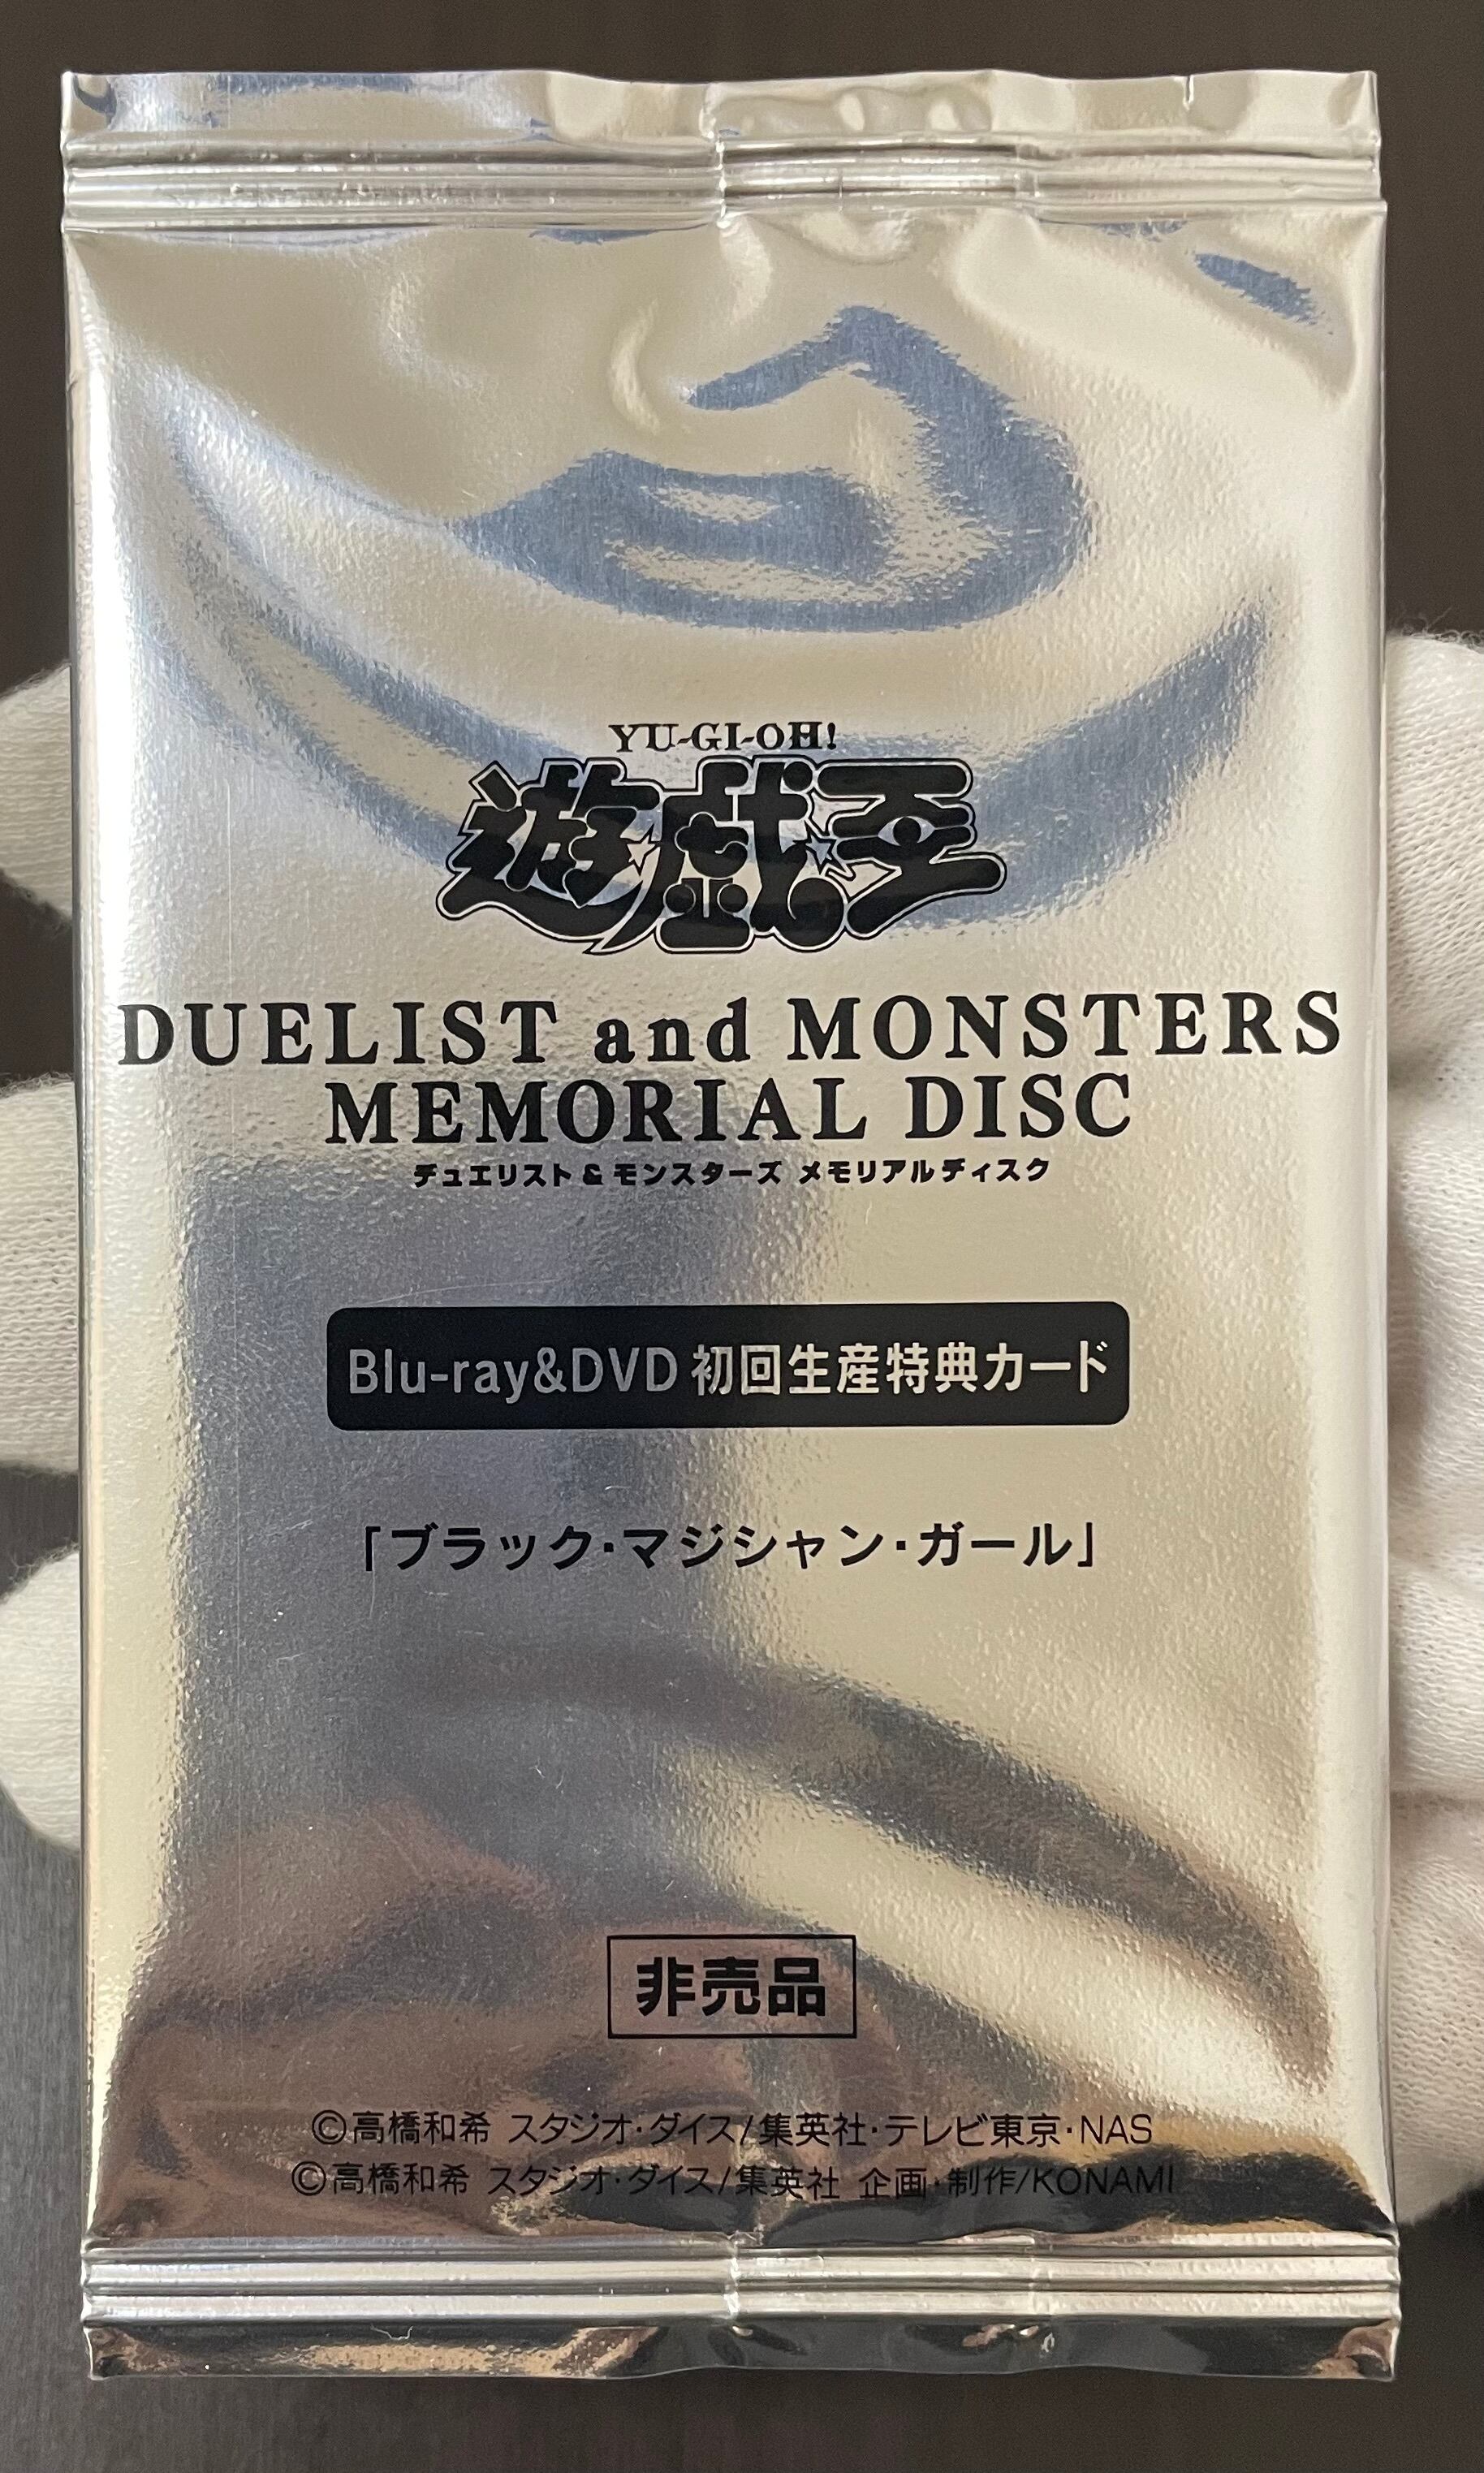 YU-GI-OH!
遊戯王
DUELIST and MONSTERS
MEMORIAL DISC
デュエリスト&モンスターズ メモリアルディスク
Blu-ray&DVD 初回生産特典カード
「ブラック・マジシャン・ガール」
非売品
©高橋和希 スタジオ・ダイス/集英社・テレビ東京・NAS
©高橋和希 スタジオ・ダイス/集英社 企画・制作/KONAMI